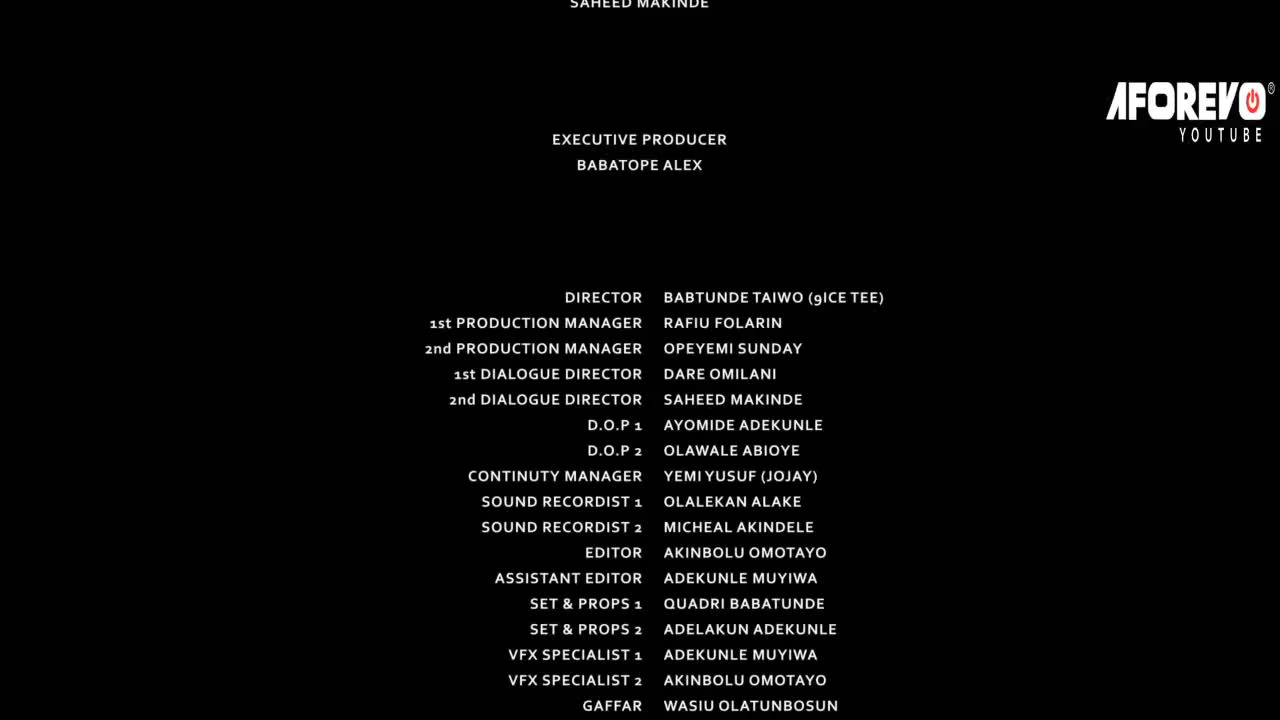 SAHEED MAKINDE
AFOREVO®
YOUTUBE
EXECUTIVE PRODUCER
BABATOPE ALEX
DIRECTOR BABTUNDE TAIWO (9ICE TEE)
1st PRODUCTION MANAGER RAFIU FOLARIN
2nd PRODUCTION MANAGER OPEYEMI SUNDAY
1st DIALOGUE DIRECTOR DARE OMILANI
2nd DIALOGUE DIRECTOR SAHEED MAKINDE
D.O.P 1 AYOMIDE ADEKUNLE
D.O.P 2 OLAWALE ABIOYE
CONTINUTY MANAGER YEMI YUSUF (JOJAY)
SOUND RECORDIST 1 OLALEKAN ALAKE
SOUND RECORDIST 2 MICHEAL AKINDELE
EDITOR AKINBOLU OMOTAYO
ASSISTANT EDITOR ADEKUNLE MUYIWA
SET & PROPS 1 QUADRI BABATUNDE
SET & PROPS 2 ADELAKUN ADEKUNLE
VFX SPECIALIST 1 ADEKUNLE MUYIWA
VFX SPECIALIST 2 AKINBOLU OMOTAYO
GAFFAR WASIU OLATUNBOSUN